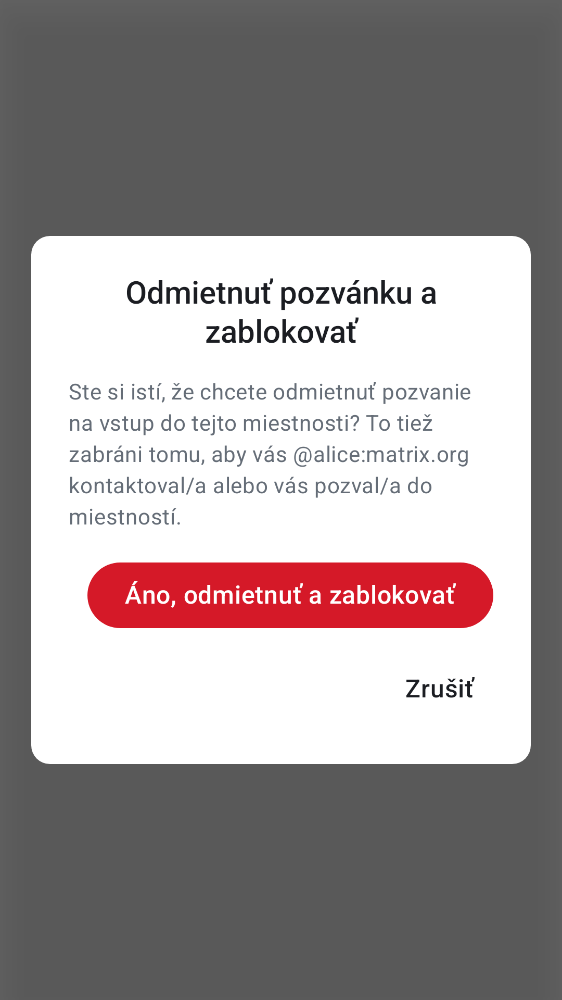 Odmietnuť pozvánku a
zablokovať
Ste si istí, že chcete odmietnuť pozvanie
na vstup do tejto miestnosti? To tiež
zabráni tomu, aby vás @alice:matrix.org
kontaktoval/a alebo vás pozval/a do
miestností.
Áno, odmietnuť a zablokovať
Zrušiť